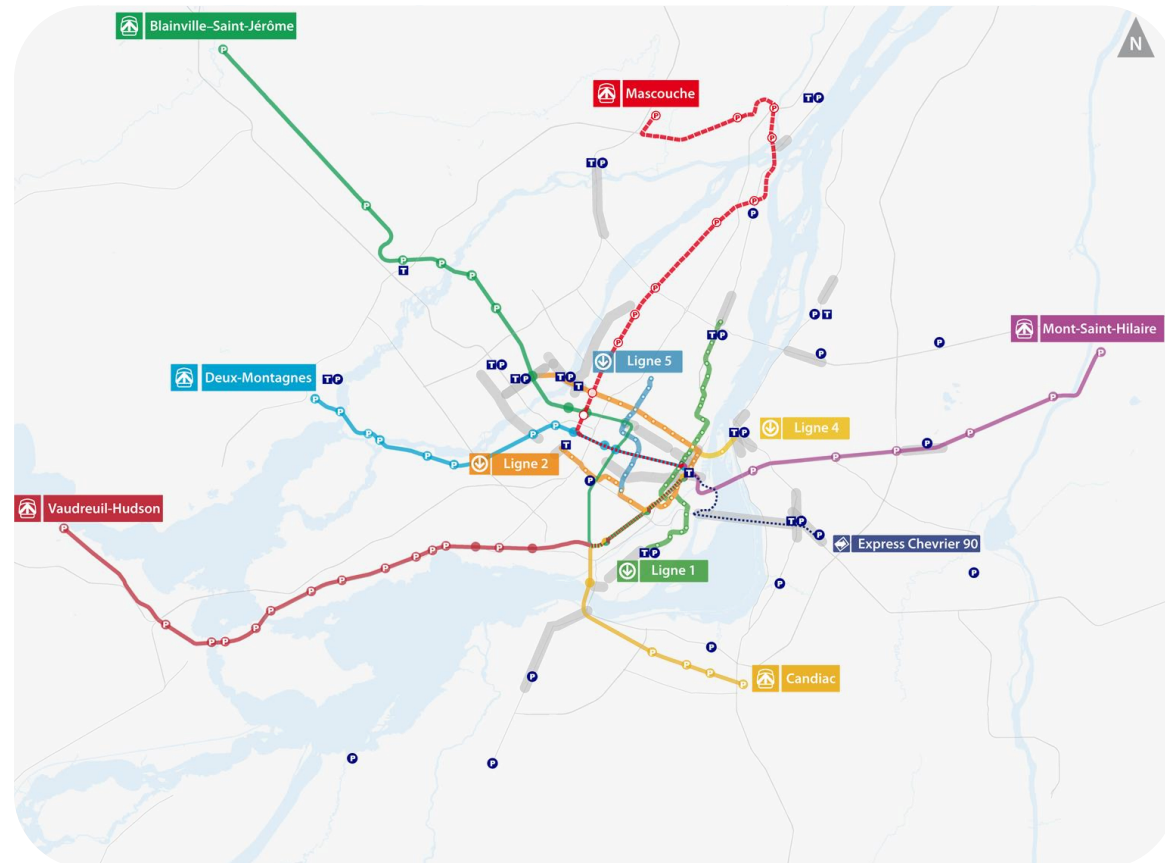 Blainville–Saint-Jérôme
N
Mascouche
Mont-Saint-Hilaire
Ligne 5
Deux-Montagnes
Ligne 4
Ligne 2
Vaudreuil-Hudson
Express Chevrier 90
Ligne 1
Candiac